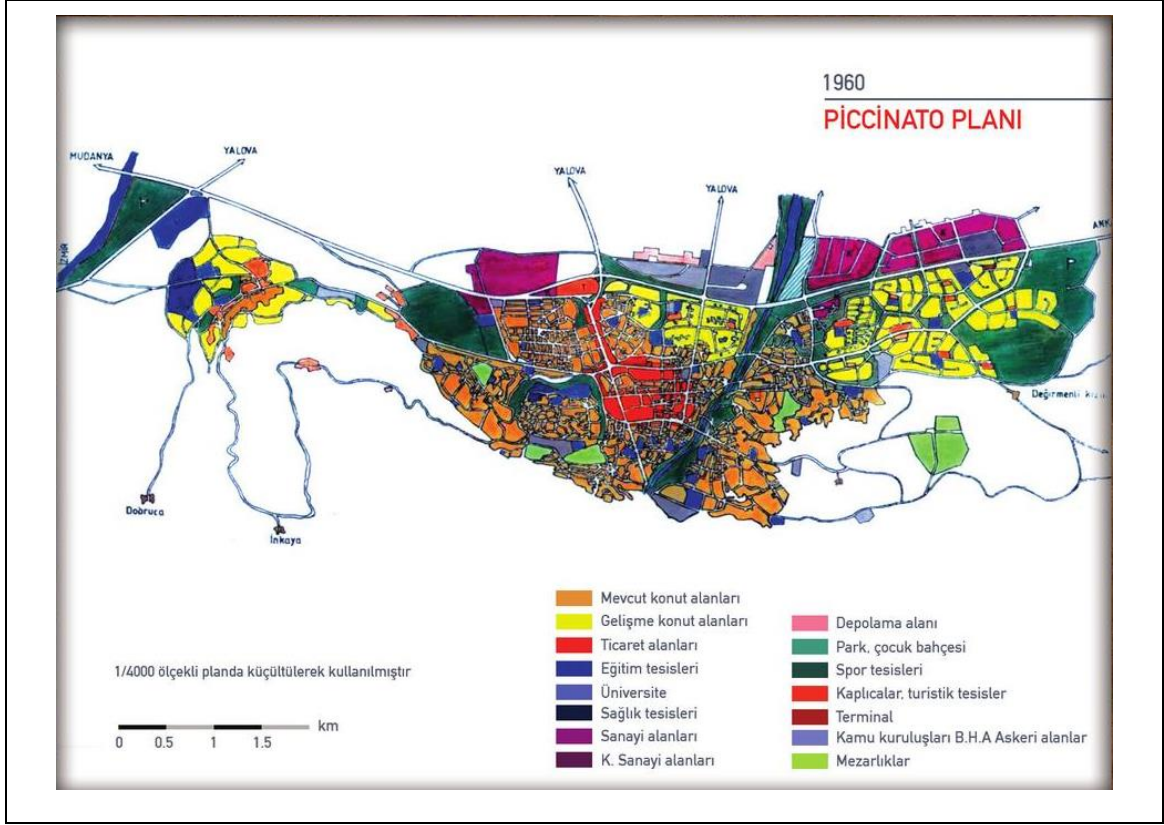 1960
PİCCİNATO PLANI
MUDANYA
YALOVA
YALOVA
YALOVA
İZMİR
Değirmenli
Dobruca
İnkaya
Mevcut konut alanları
Gelişme konut alanları
Ticaret alanları
Eğitim tesisleri
Üniversite
Sağlık tesisleri
Sanayi alanları
K. Sanayi alanları
Depolama alanı
Park, çocuk bahçesi
Spor tesisleri
Kaplıcalar, turistik tesisler
Terminal
Kamu kuruluşları B.H.A Askeri alanlar
Mezarlıklar
1/4000 ölçekli planda küçültülerek kullanılmıştır
km
0 0.5 1 1.5